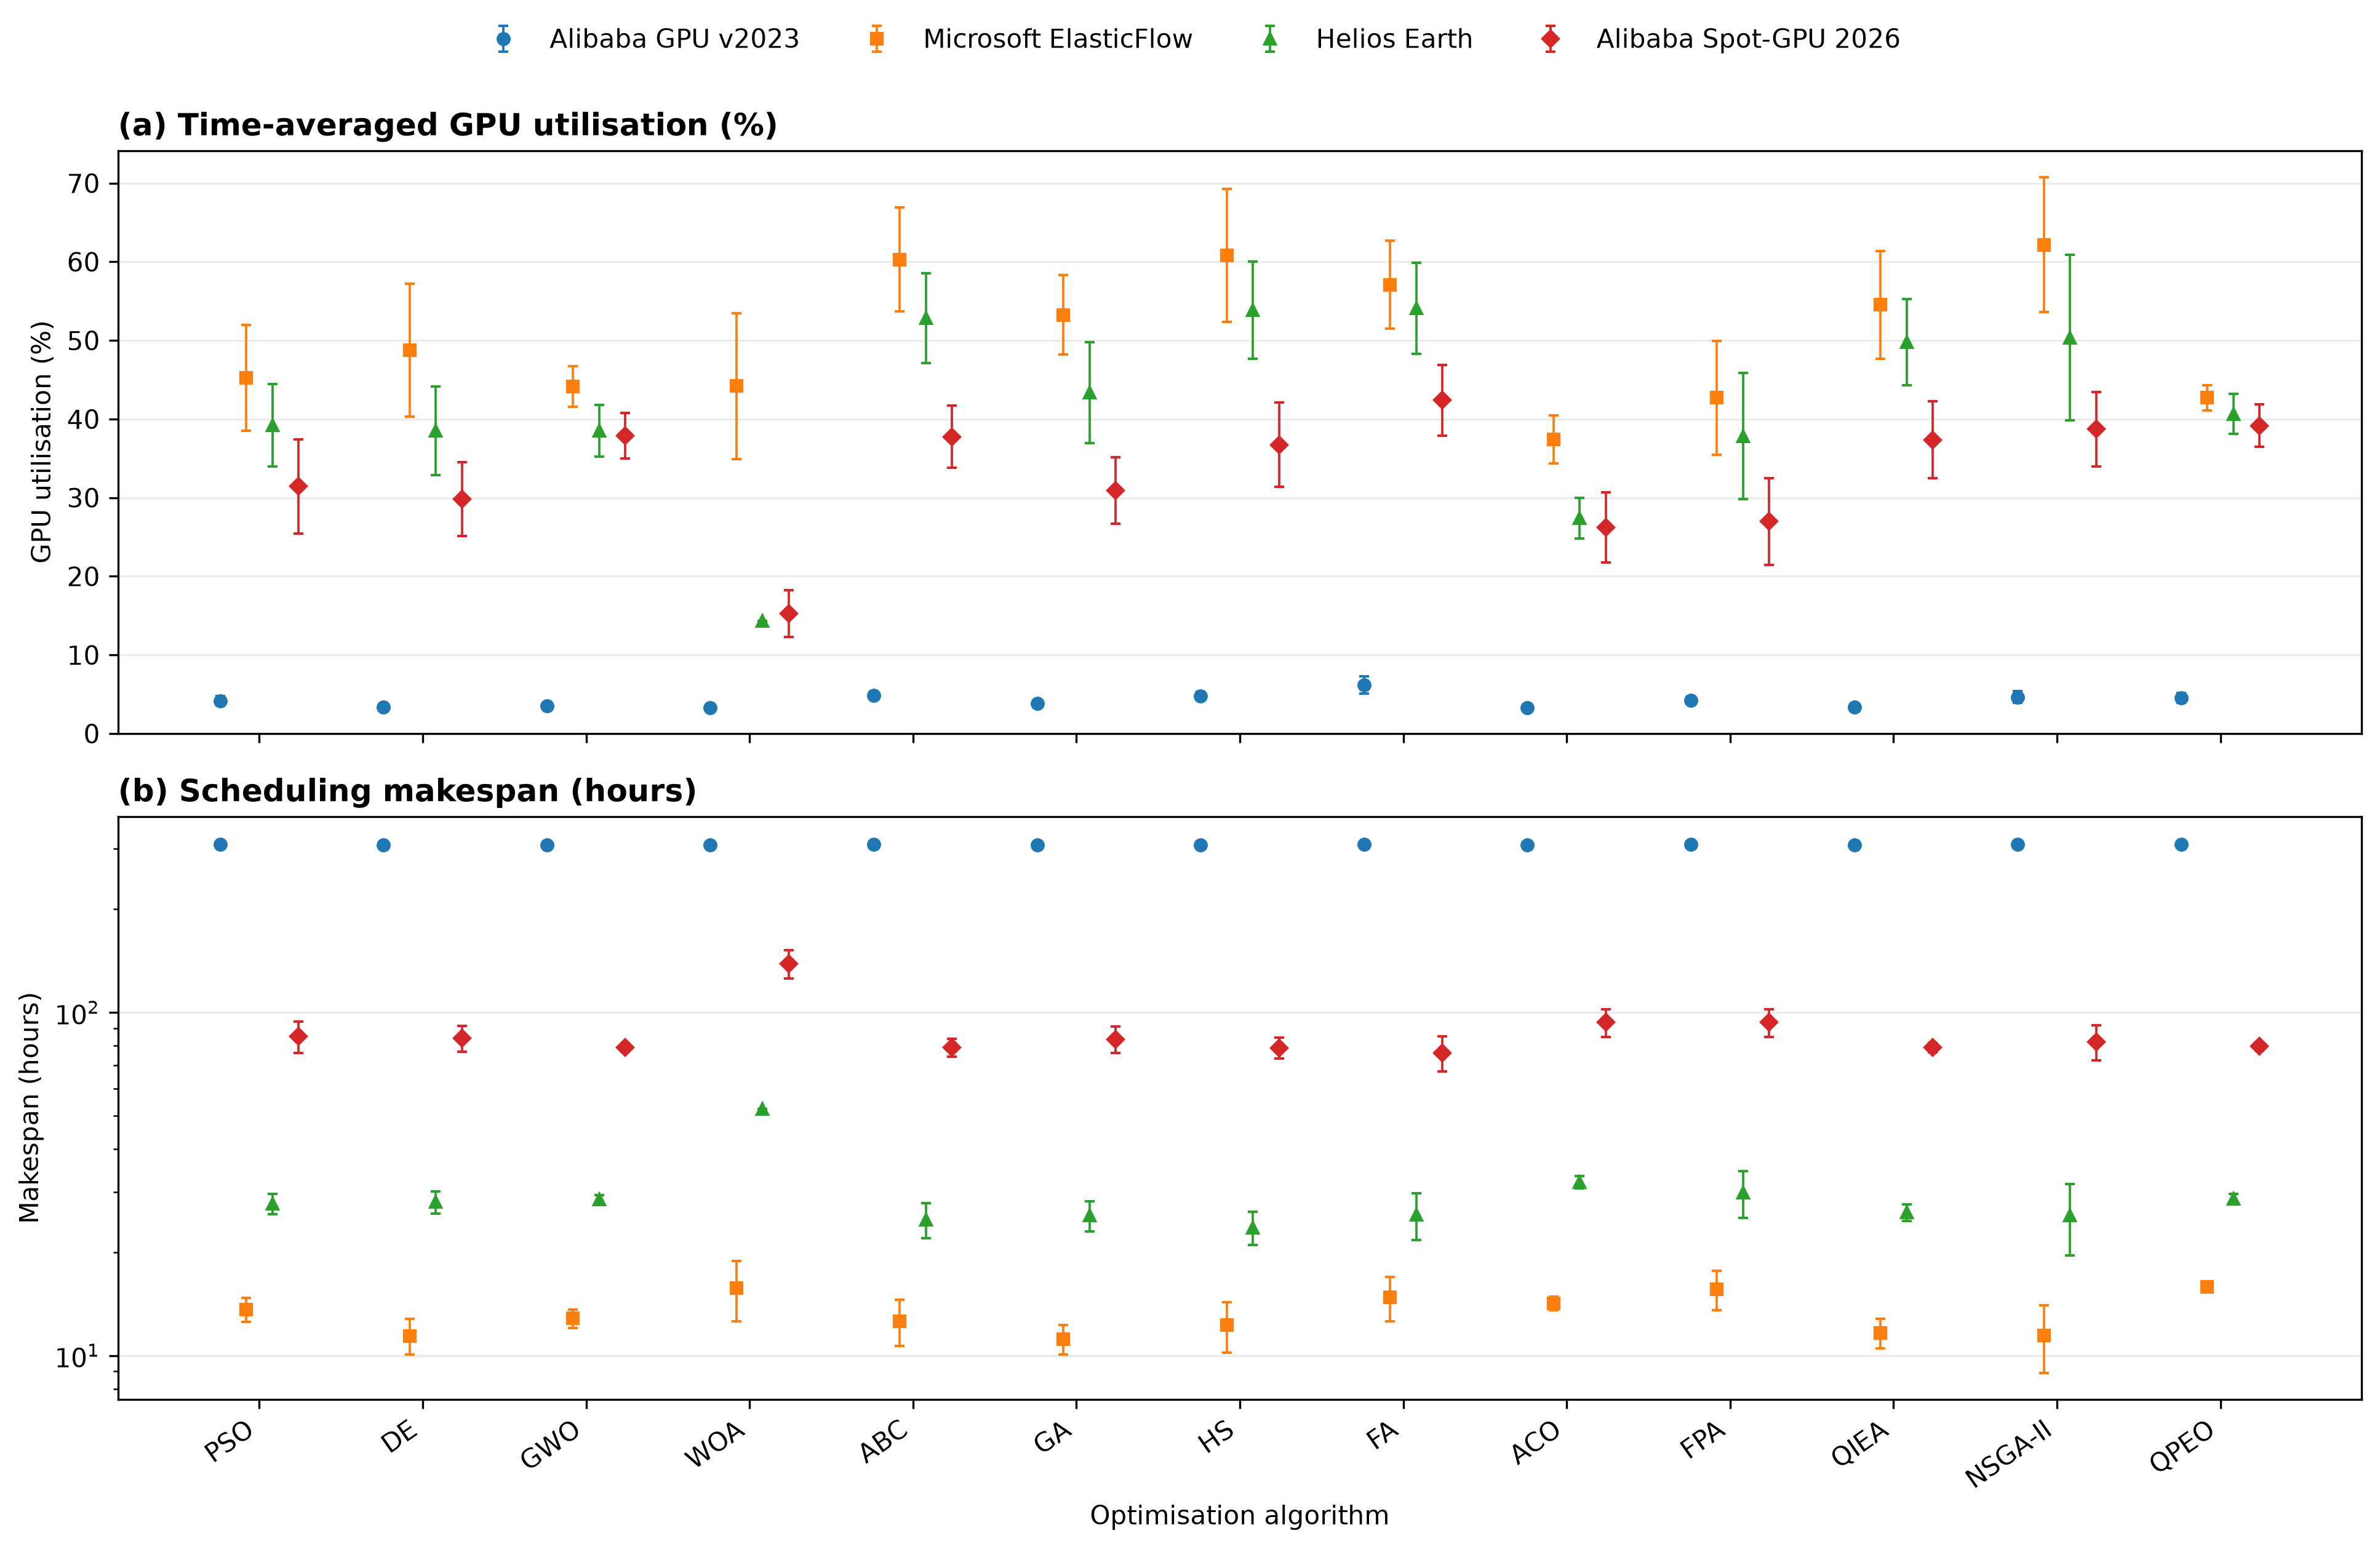 Alibaba GPU v2023 Microsoft ElasticFlow Helios Earth Alibaba Spot-GPU 2026
(a) Time-averaged GPU utilisation (%)
GPU utilisation (%)
70
60
50
40
30
20
10
0
(b) Scheduling makespan (hours)
Makespan (hours)
10²
10¹
PSO DE GWO WOA ABC GA HS FA ACO FPA QIEA NSGA-II QPEO
Optimisation algorithm